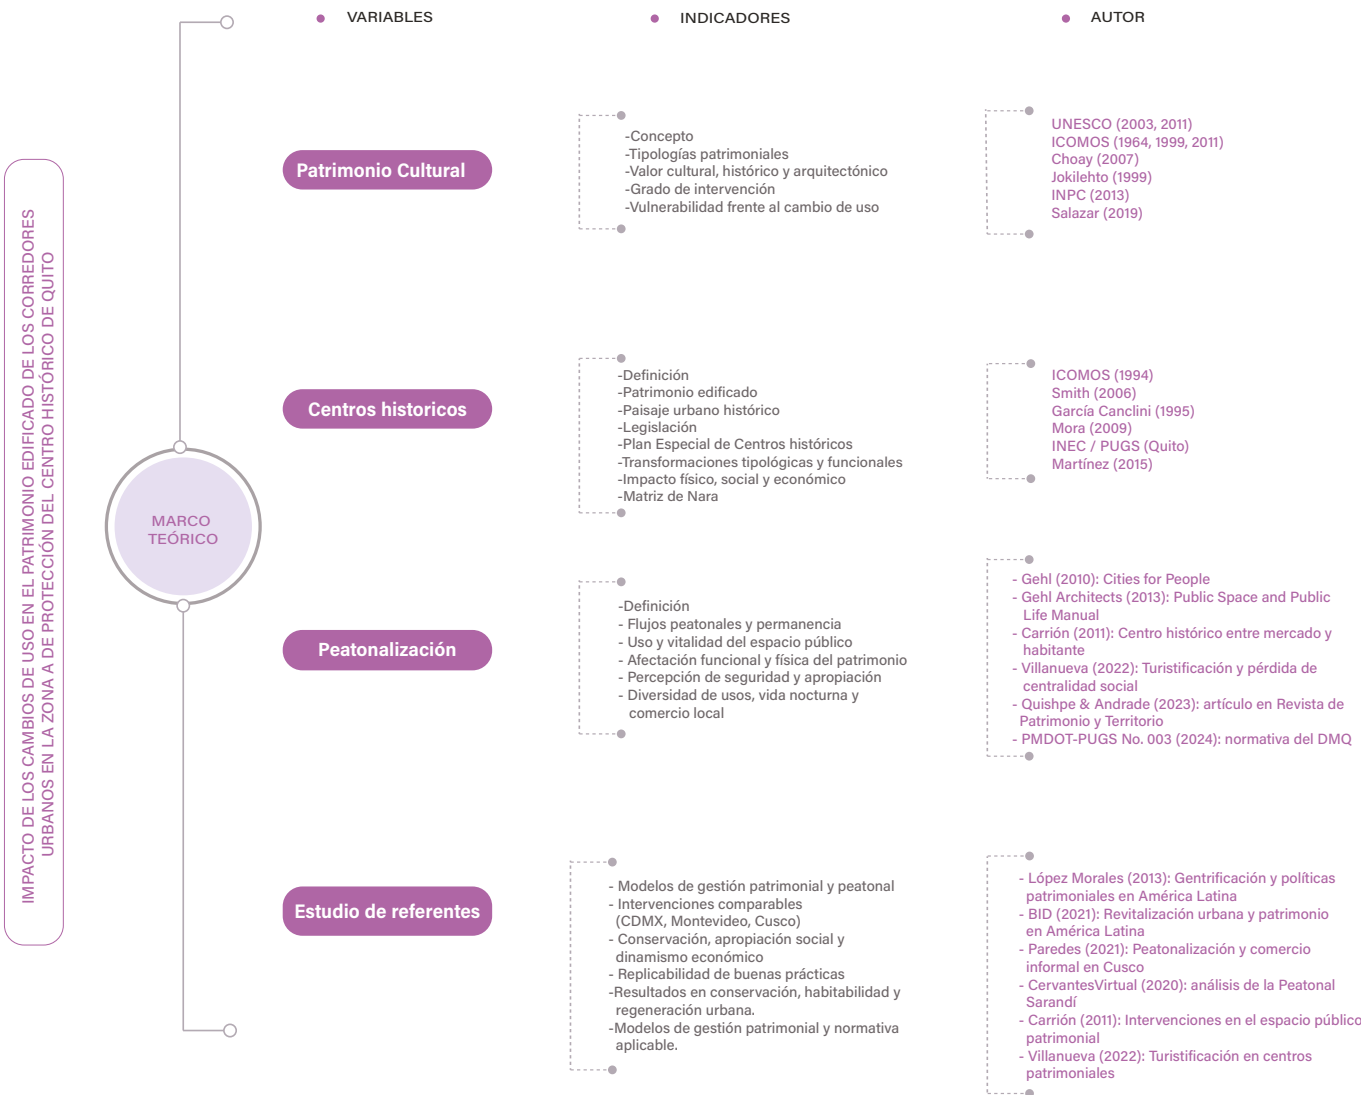 VARIABLES
INDICADORES
AUTOR
IMPACTO DE LOS CAMBIOS DE USO EN EL PATRIMONIO EDIFICADO DE LOS CORREDORES
URBANOS EN LA ZONA A DE PROTECCIÓN DEL CENTRO HISTÓRICO DE QUITO
MARCO
TEÓRICO
Patrimonio Cultural
-Concepto
-Tipologías patrimoniales
-Valor cultural, histórico y arquitectónico
-Grado de intervención
-Vulnerabilidad frente al cambio de uso
UNESCO (2003, 2011)
ICOMOS (1964, 1999, 2011)
Choay (2007)
Jokilehto (1999)
INPC (2013)
Salazar (2019)
Centros historicos
-Definición
-Patrimonio edificado
-Paisaje urbano histórico
-Legislación
-Plan Especial de Centros históricos
-Transformaciones tipológicas y funcionales
-Impacto físico, social y económico
-Matriz de Nara
ICOMOS (1994)
Smith (2006)
García Canclini (1995)
Mora (2009)
INEC / PUGS (Quito)
Martínez (2015)
Peatonalización
-Definición
- Flujos peatonales y permanencia
- Uso y vitalidad del espacio público
- Afectación funcional y física del patrimonio
- Percepción de seguridad y apropiación
- Diversidad de usos, vida nocturna y
comercio local
- Gehl (2010): Cities for People
- Gehl Architects (2013): Public Space and Public
Life Manual
- Carrión (2011): Centro histórico entre mercado y
habitante
- Villanueva (2022): Turistificación y pérdida de
centralidad social
- Quishpe & Andrade (2023): artículo en Revista de
Patrimonio y Territorio
- PMDOT-PUGS No. 003 (2024): normativa del DMQ
Estudio de referentes
- Modelos de gestión patrimonial y peatonal
- Intervenciones comparables
(CDMX, Montevideo, Cusco)
- Conservación, apropiación social y
dinamismo económico
- Replicabilidad de buenas prácticas
-Resultados en conservación, habitabilidad y
regeneración urbana.
-Modelos de gestión patrimonial y normativa
aplicable.
- López Morales (2013): Gentrificación y políticas
patrimoniales en América Latina
- BID (2021): Revitalización urbana y patrimonio
en América Latina
- Paredes (2021): Peatonalización y comercio
informal en Cusco
- CervantesVirtual (2020): análisis de la Peatonal
Sarandí
- Carrión (2011): Intervenciones en el espacio público
patrimonial
- Villanueva (2022): Turistificación en centros
patrimoniales